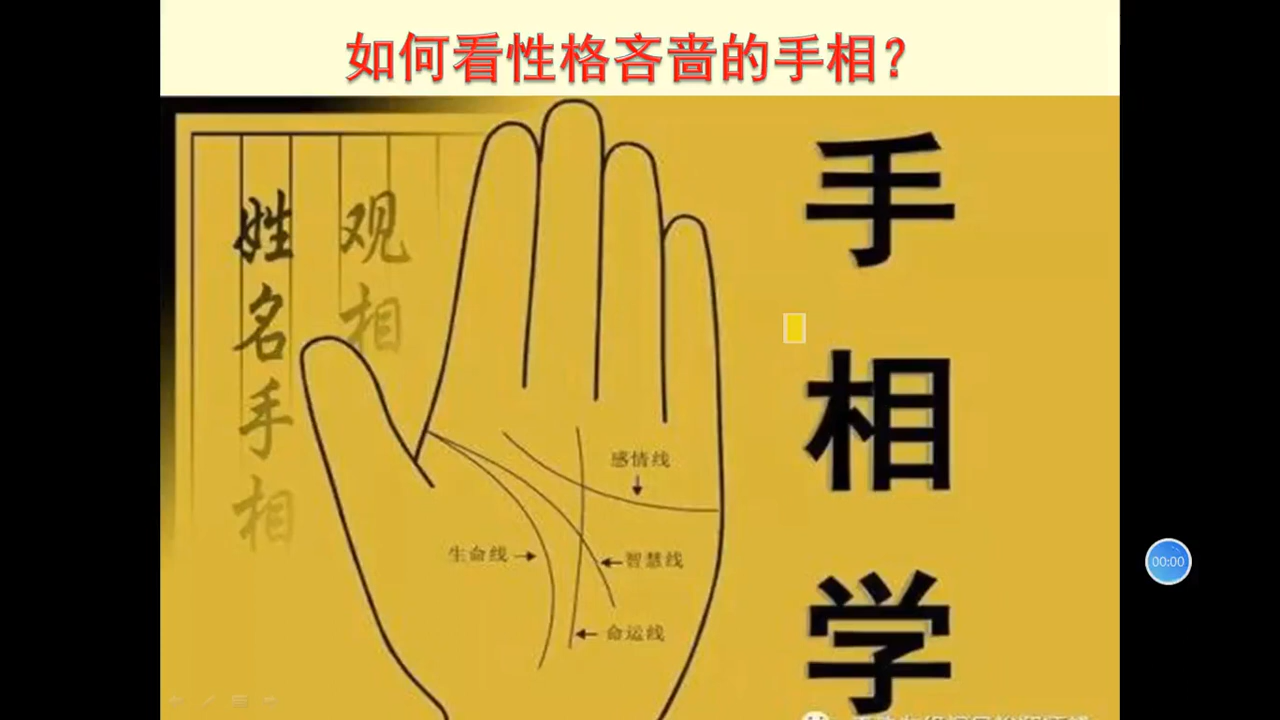 如何看性格吝啬的手相？
手相学
观相
姓名手相
感情线
生命线
智慧线
命运线
00:00